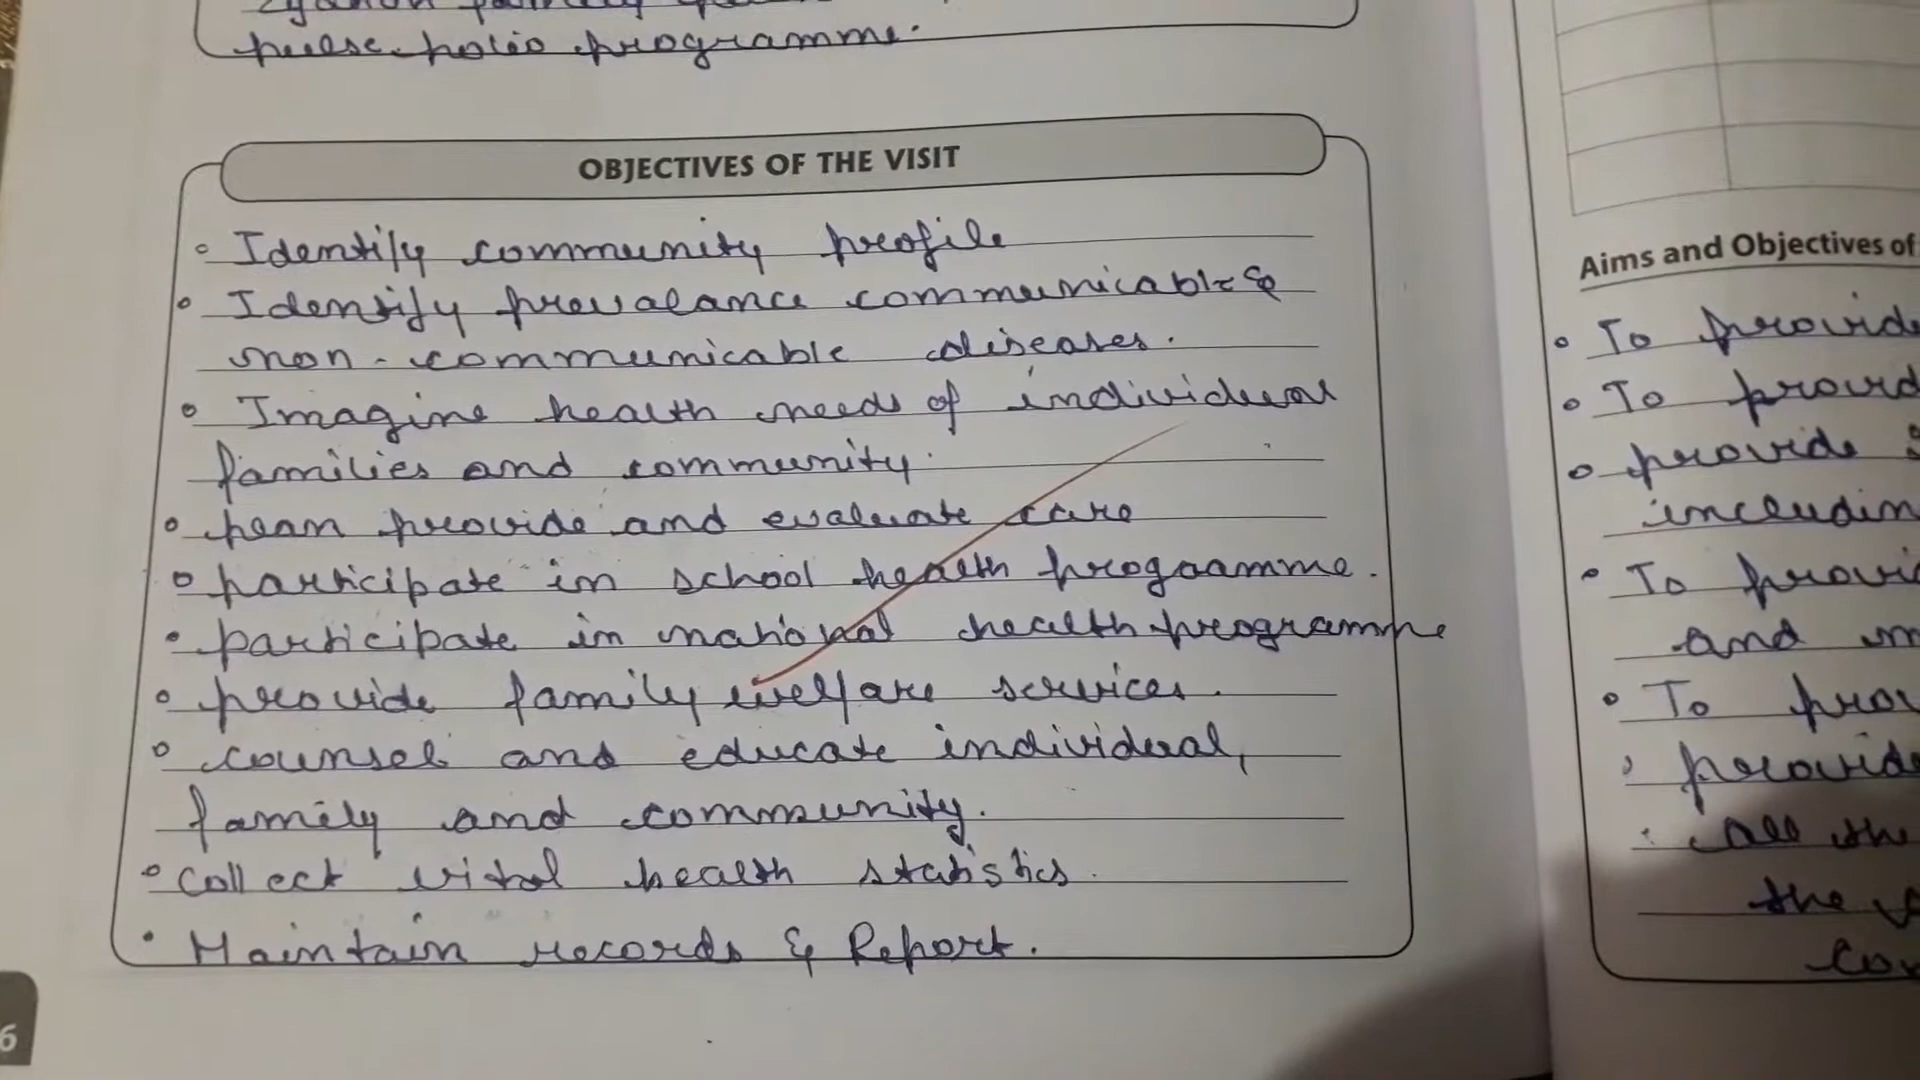 pulse polio programme.
OBJECTIVES OF THE VISIT
• Identify community profile
• Identify prevalance communicable &
non-communicable diseases.
• Imagine health needs of individual
families and community.
• plan provide and evaluate care
• participate in school health progaamme.
• participate in national health programme
• provide family welfare services.
• counsel and educate individual,
family and community.
• Collect vital health statistics.
• Maintain records & Report.
6
Aims and Objectives of
• To provide
• To provid
• provide
includin
• To provi
and
• To prov
provide
all the
the